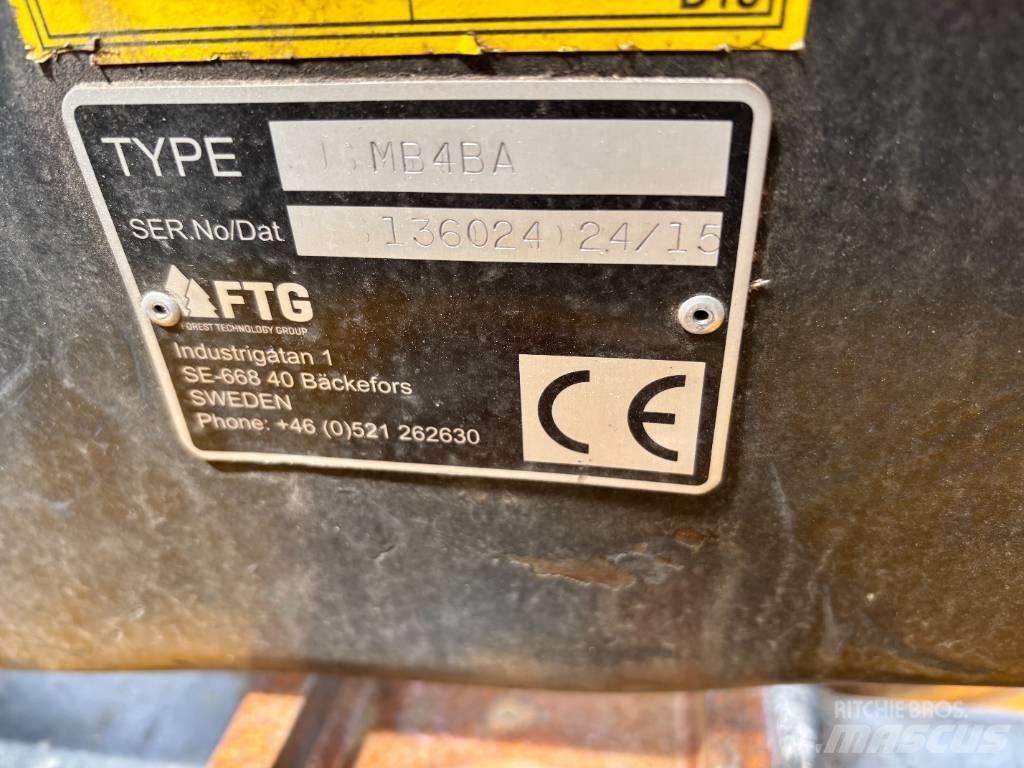 TYPE MB4BA
SER.No/Dat 136024 24/15
FTG
FOREST TECHNOLOGY GROUP
Industrigatan 1
SE-668 40 Bäckefors
SWEDEN
Phone: +46 (0)521 262630
CE
RITCHIE BROS.
MASCUS